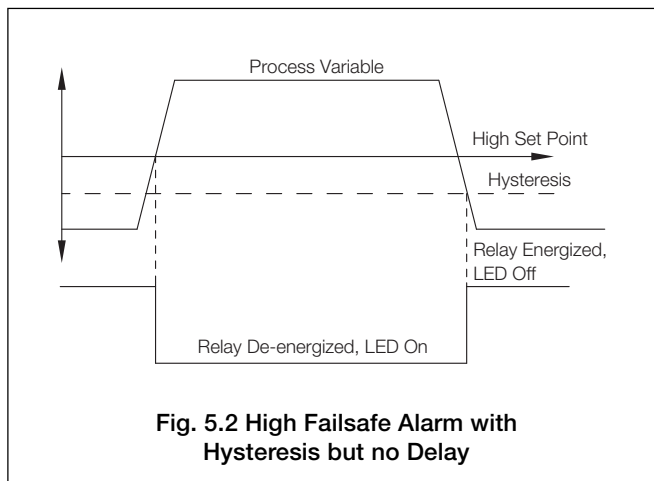 Process Variable
High Set Point
Hysteresis
Relay Energized,
LED Off
Relay De-energized, LED On
Fig. 5.2 High Failsafe Alarm with
Hysteresis but no Delay